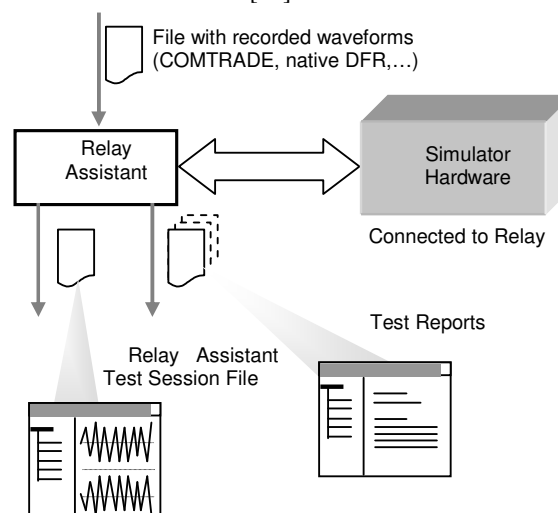 File with recorded waveforms
(COMTRADE, native DFR,…)
Relay
Assistant
Simulator
Hardware
Connected to Relay
Test Reports
Relay Assistant
Test Session File